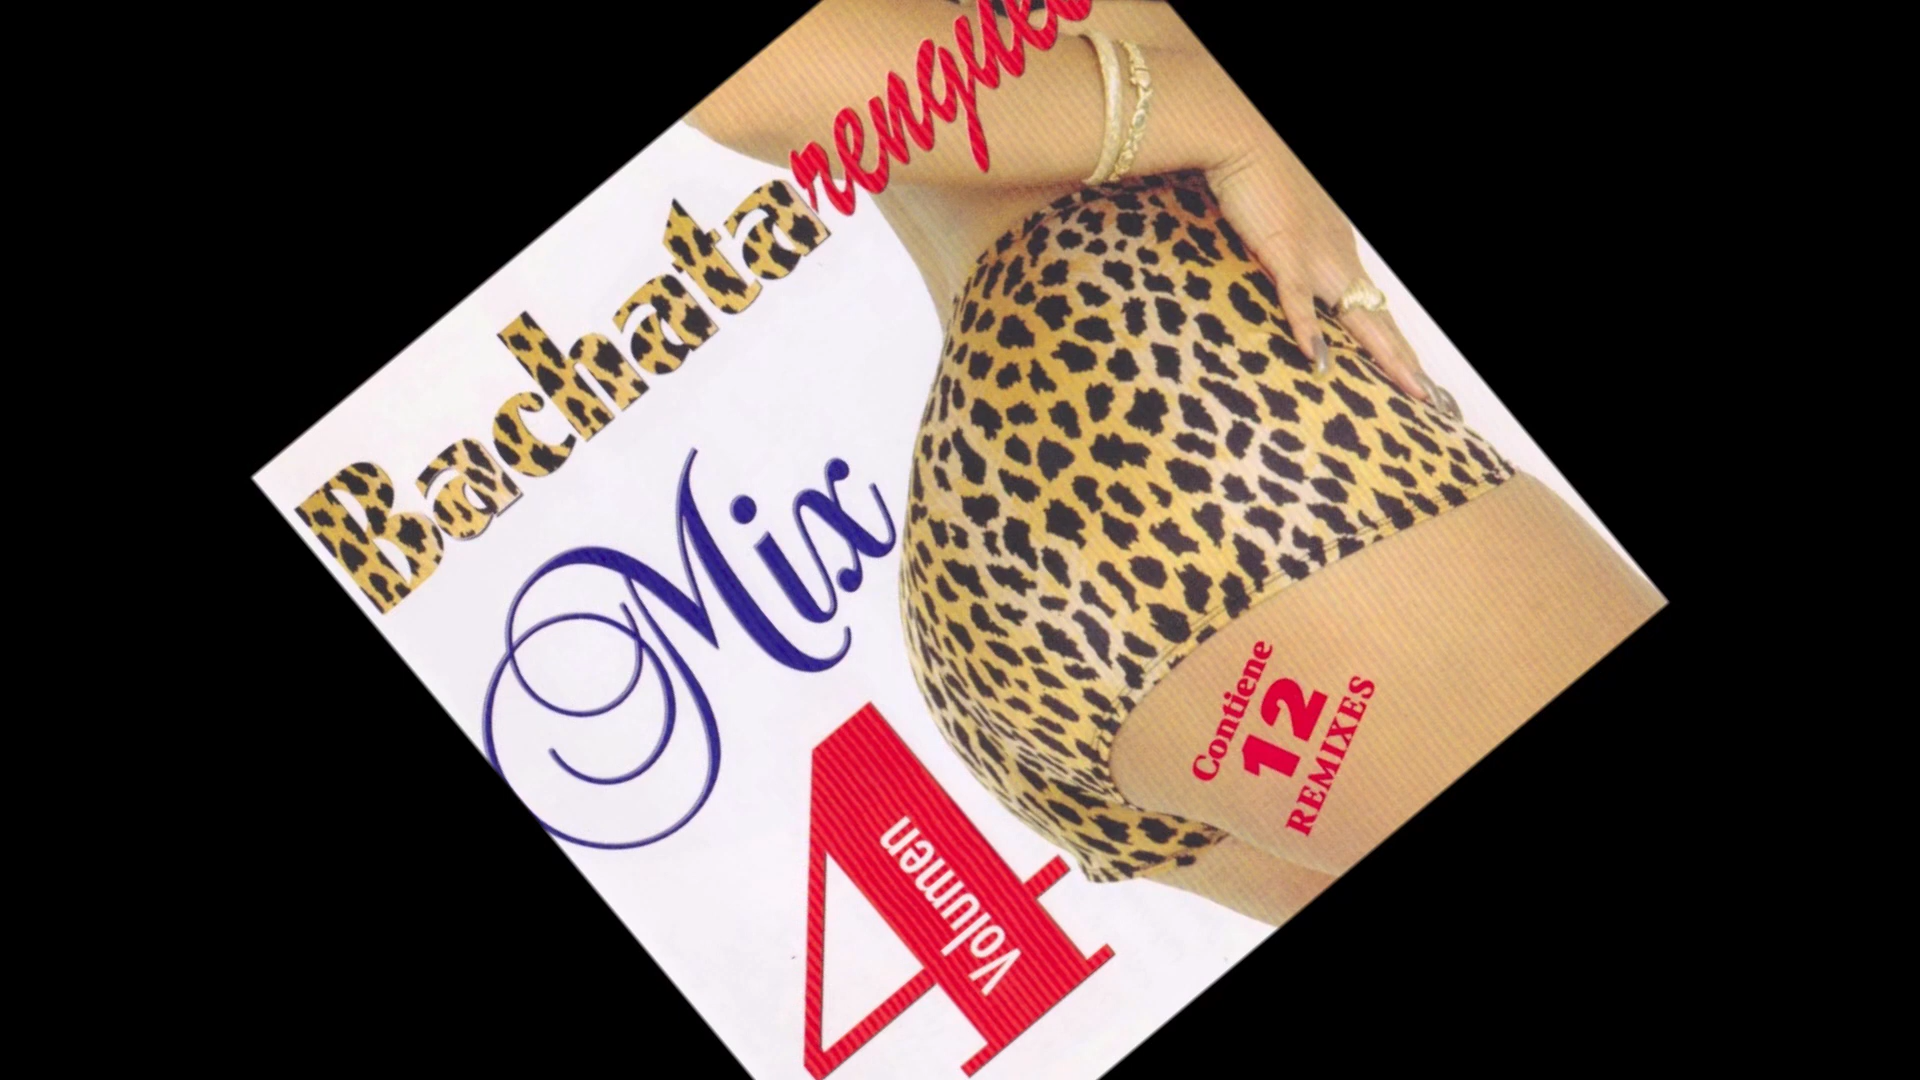 Bachata
Mix
4
Volumen
Contiene
12
REMIXES